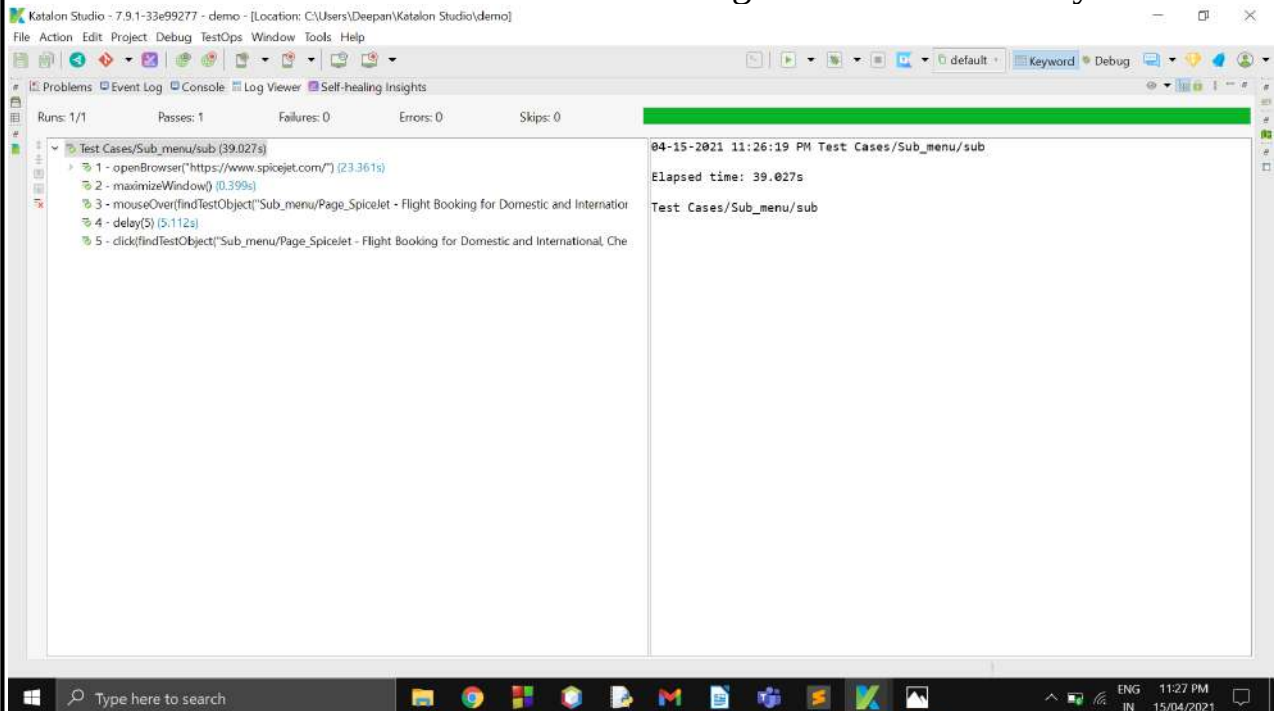 Katalon Studio - 7.9.1-33e99277 - demo - [Location: C:\Users\Deepan\Katalon Studio\demo]
File Action Edit Project Debug TestOps Window Tools Help
default Keyword Debug
Problems Event Log Console Log Viewer Self-healing Insights
Runs: 1/1 Passes: 1 Failures: 0 Errors: 0 Skips: 0
Test Cases/Sub_menu/sub (39.027s)
1 - openBrowser("https://www.spicejet.com/") (23.361s)
2 - maximizeWindow() (0.399s)
3 - mouseOver(findTestObject("Sub_menu/Page_SpiceJet - Flight Booking for Domestic and Internatior
4 - delay(5) (5.112s)
5 - click(findTestObject("Sub_menu/Page_SpiceJet - Flight Booking for Domestic and International, Che
04-15-2021 11:26:19 PM Test Cases/Sub_menu/sub
Elapsed time: 39.027s
Test Cases/Sub_menu/sub
Type here to search
ENG 11:27 PM
IN 15/04/2021